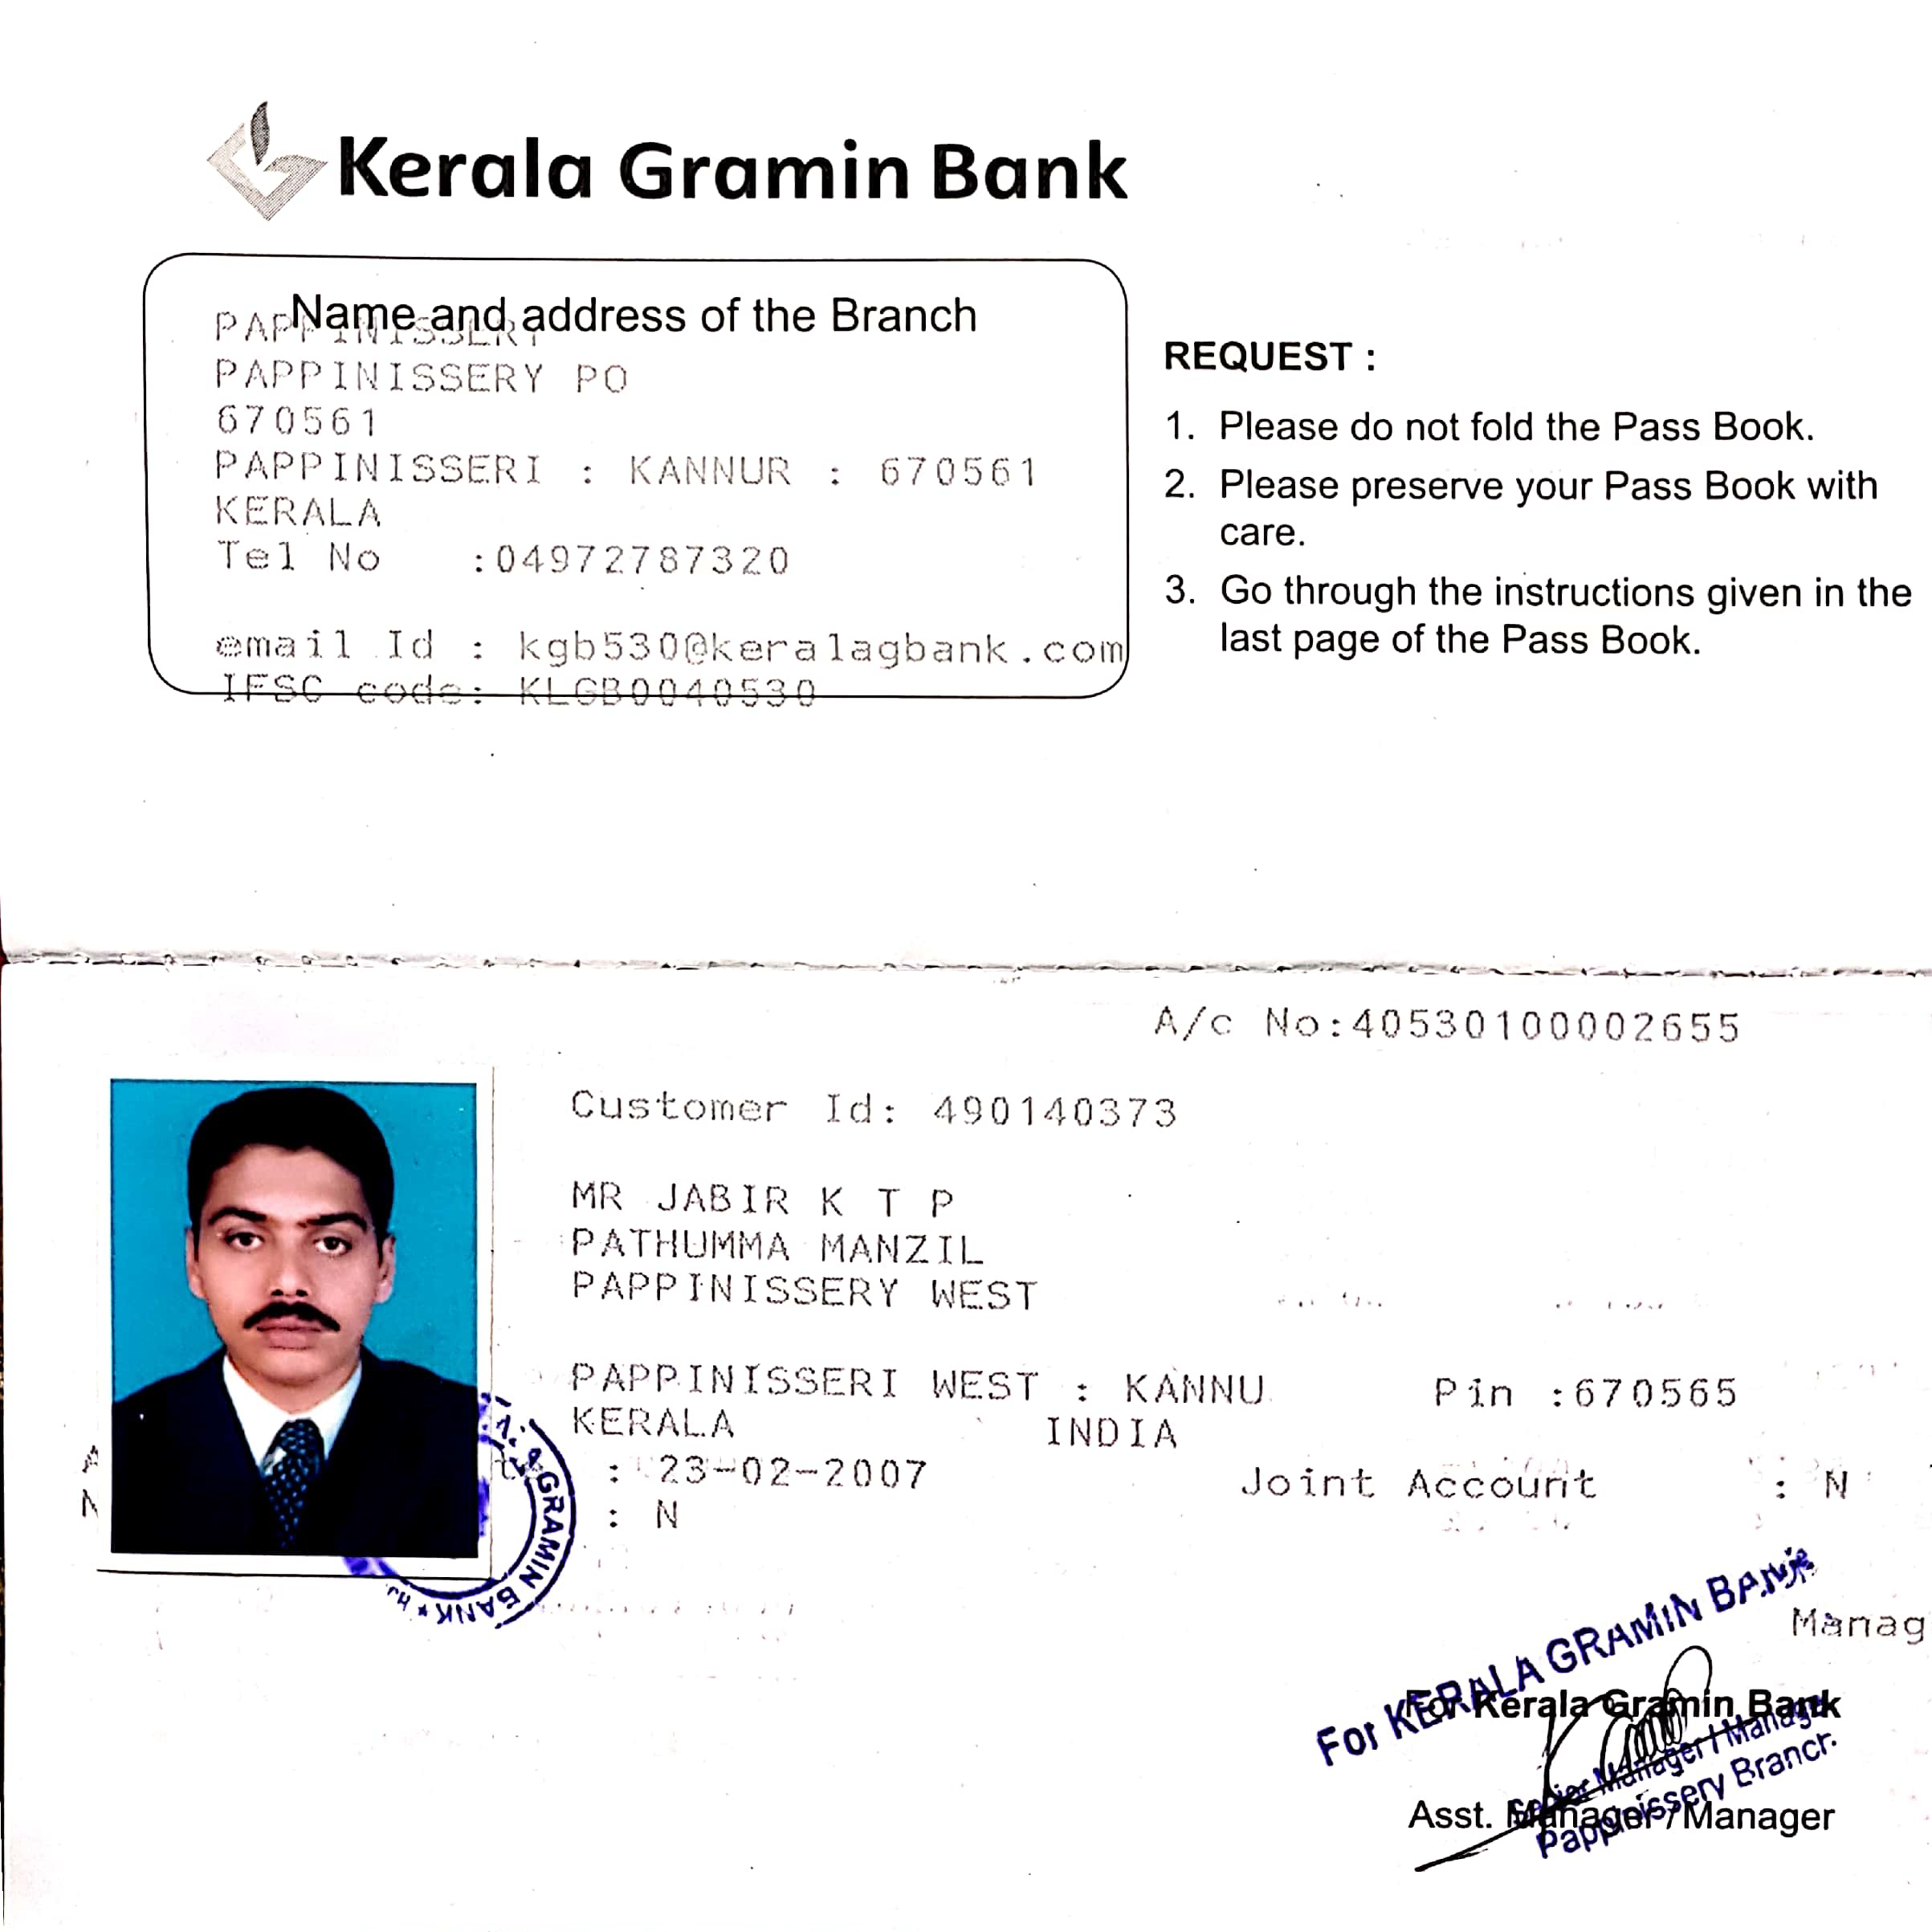 Kerala Gramin Bank
Name and address of the Branch
PAPPINISSERY
PAPPINISSERY PO
670561
PAPPINISSERI : KANNUR : 670561
KERALA
Tel No :04972787320
email Id : kgb530@keralagbank.com
IFSC code: KLGB0040530
REQUEST :
1. Please do not fold the Pass Book.
2. Please preserve your Pass Book with
care.
3. Go through the instructions given in the
last page of the Pass Book.
A/c No:40530100002655
Customer Id: 490140373
MR JABIR K T P
PATHUMMA MANZIL
PAPPINISSERY WEST
PAPPINISSERI WEST : KANNU Pin :670565
KERALA INDIA
: 23-02-2007 Joint Account : N
: N
GRAMIN BANK *
Manag
For KERALA GRAMIN BANK
For Kerala Gramin Bank
Senior Manager / Manager
Pappinissery Branch
Asst. Manager / Manager